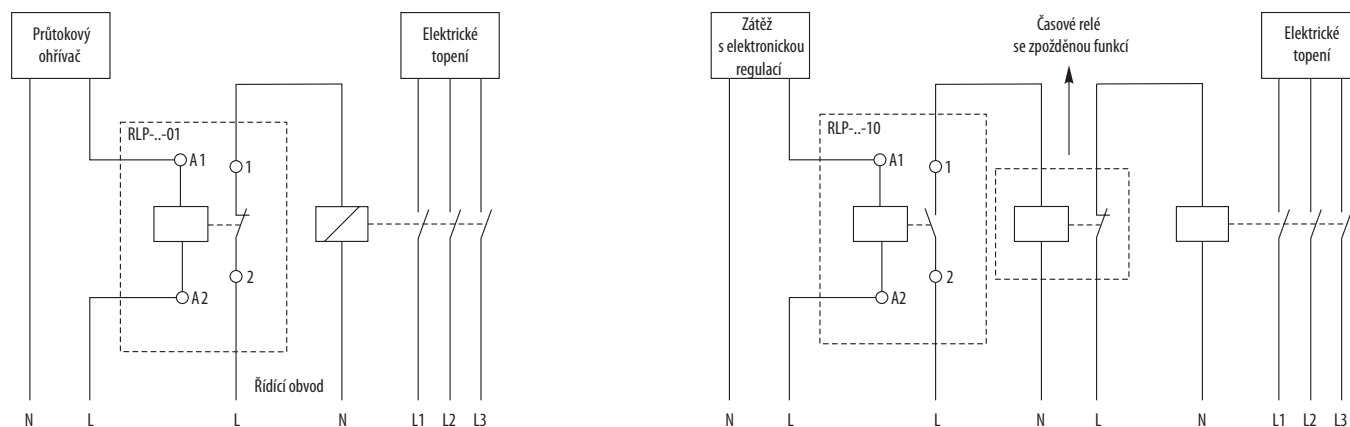 Průtokový
ohřívač
Elektrické
topení
RLP-..-01
A1
1
2
A2
Řídící obvod
N
L
L
N
L1
L2
L3
Zátěž
s elektronickou
regulací
Časové relé
se zpožděnou funkcí
Elektrické
topení
RLP-..-10
A1
1
2
A2
N
L
L
N
L
N
L1
L2
L3